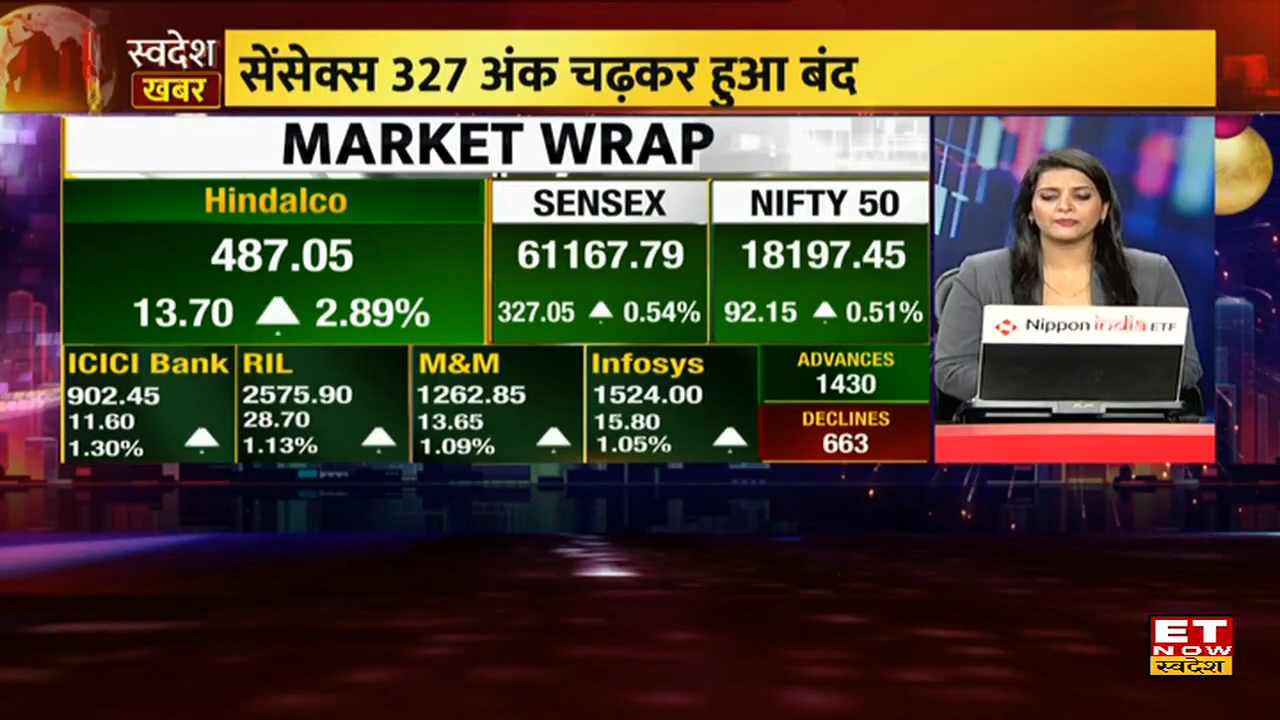 स्वदेश
खबर
सेंसेक्स 327 अंक चढ़कर हुआ बंद
MARKET WRAP
Hindalco
487.05
13.70 2.89%
SENSEX
61167.79
327.05 0.54%
NIFTY 50
18197.45
92.15 0.51%
ICICI Bank
902.45
11.60
1.30%
RIL
2575.90
28.70
1.13%
M&M
1262.85
13.65
1.09%
Infosys
1524.00
15.80
1.05%
ADVANCES
1430
DECLINES
663
Nippon india ETF
ET
NOW
स्वदेश